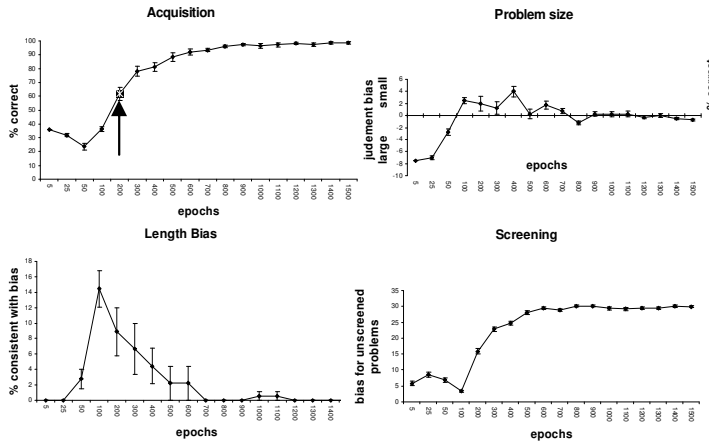 Acquisition
100
90
80
70
60
50
40
30
20
10
0
% correct
5 25 50 100 200 300 400 500 600 700 800 900 1000 1100 1200 1300 1500
epochs
Problem size
6
4
2
0
-2
-4
-6
-8
-10
judement bias
large small
5 25 50 100 200 300 400 500 600 700 800 900 1000 1100 1200 1300 1400 1500
epochs
Length Bias
18
16
14
12
10
8
6
4
2
0
% consistent with bias
5 25 50 100 200 300 400 500 600 700 800 900 1000 1100 1200 1300 1400
epochs
Screening
35
30
25
20
15
10
5
0
bias for unscreened
problems
5 25 50 100 200 300 400 500 600 700 800 900 1000 1100 1200 1300 1400 1500
epochs